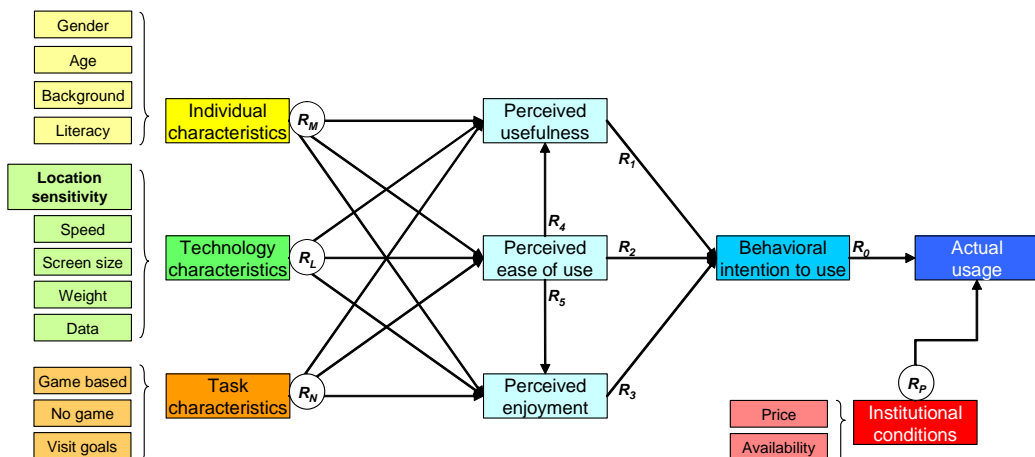 Gender
Age
Background
Literacy
Individual
characteristics
R_M
Perceived
usefulness
R_1
Location
sensitivity
Speed
Screen size
Weight
Data
Technology
characteristics
R_L
R_4
Perceived
ease of use
R_2
R_5
Behavioral
intention to use
R_0
Actual
usage
Game based
No game
Visit goals
Task
characteristics
R_N
Perceived
enjoyment
R_3
R_P
Price
Availability
Institutional
conditions